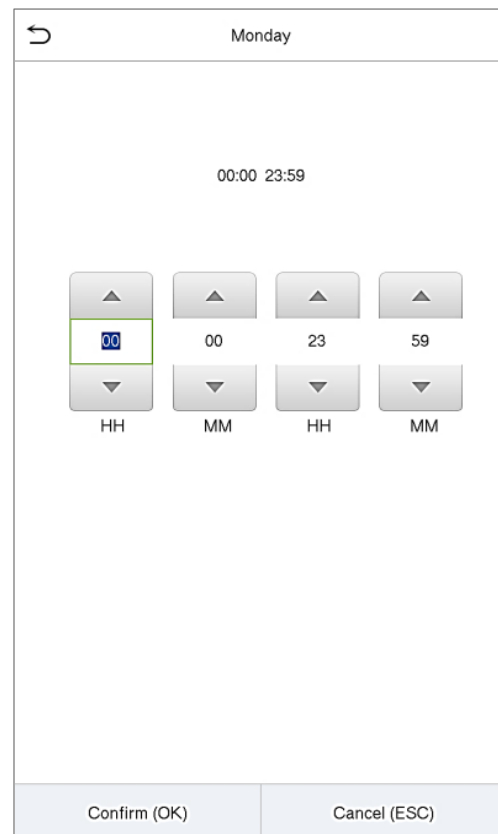 Monday
00:00 23:59
00 00 23 59
HH MM HH MM
Confirm (OK) Cancel (ESC)